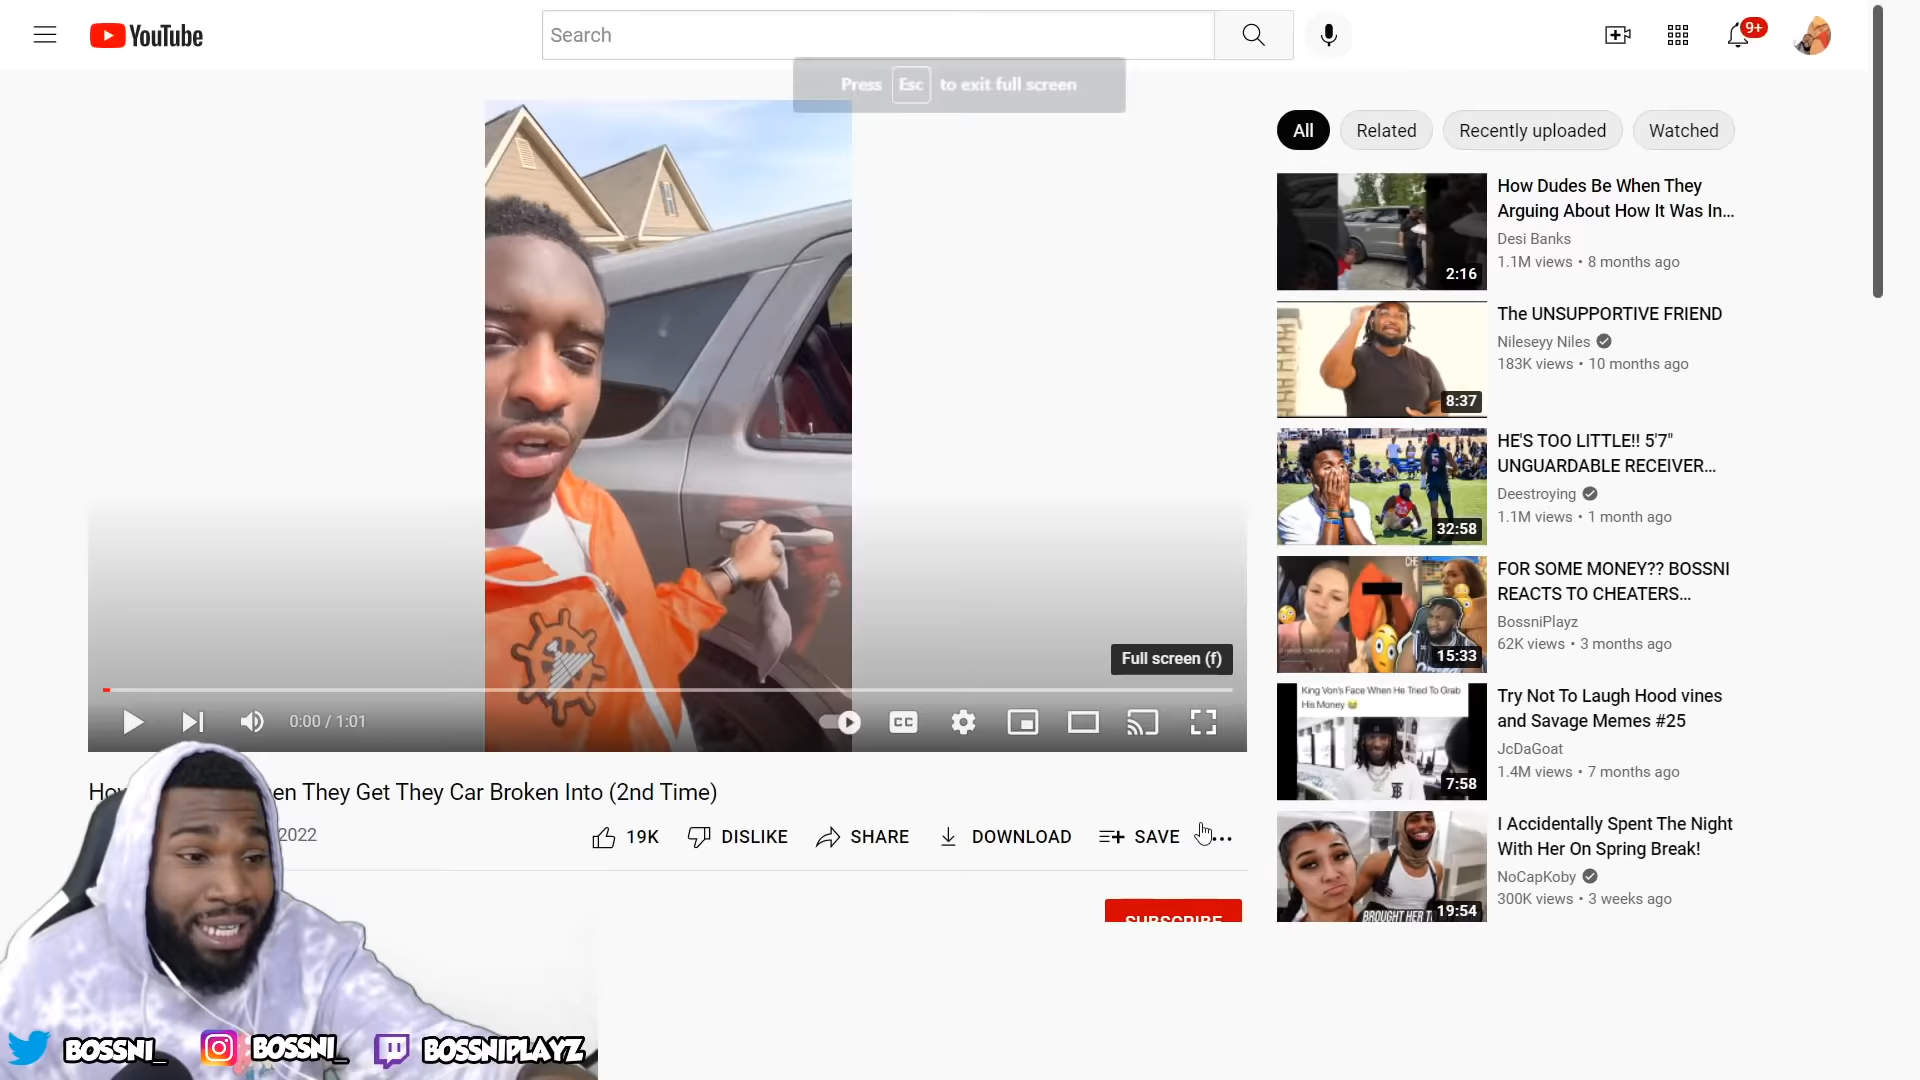 YouTube
Search
9+
Press Esc to exit full screen
All
Related
Recently uploaded
Watched
How Dudes Be When They
Arguing About How It Was In...
Desi Banks
1.1M views • 8 months ago
2:16
The UNSUPPORTIVE FRIEND
Nileseyy Niles
183K views • 10 months ago
8:37
HE'S TOO LITTLE!! 5'7"
UNGUARDABLE RECEIVER...
Deestroying
1.1M views • 1 month ago
32:58
FOR SOME MONEY?? BOSSNI
REACTS TO CHEATERS...
BossniPlayz
62K views • 3 months ago
15:33
King Von's Face When He Tried To Grab
His Money
Try Not To Laugh Hood vines
and Savage Memes #25
JcDaGoat
1.4M views • 7 months ago
7:58
I Accidentally Spent The Night
With Her On Spring Break!
NoCapKoby
300K views • 3 weeks ago
BROUGHT HER
19:54
Full screen (f)
0:00 / 1:01
CC
They Get They Car Broken Into (2nd Time)
2022
19K
DISLIKE
SHARE
DOWNLOAD
SAVE
SUBSCRIBE
BOSSNI_
BOSSNI_
BOSSNIPLAYZ